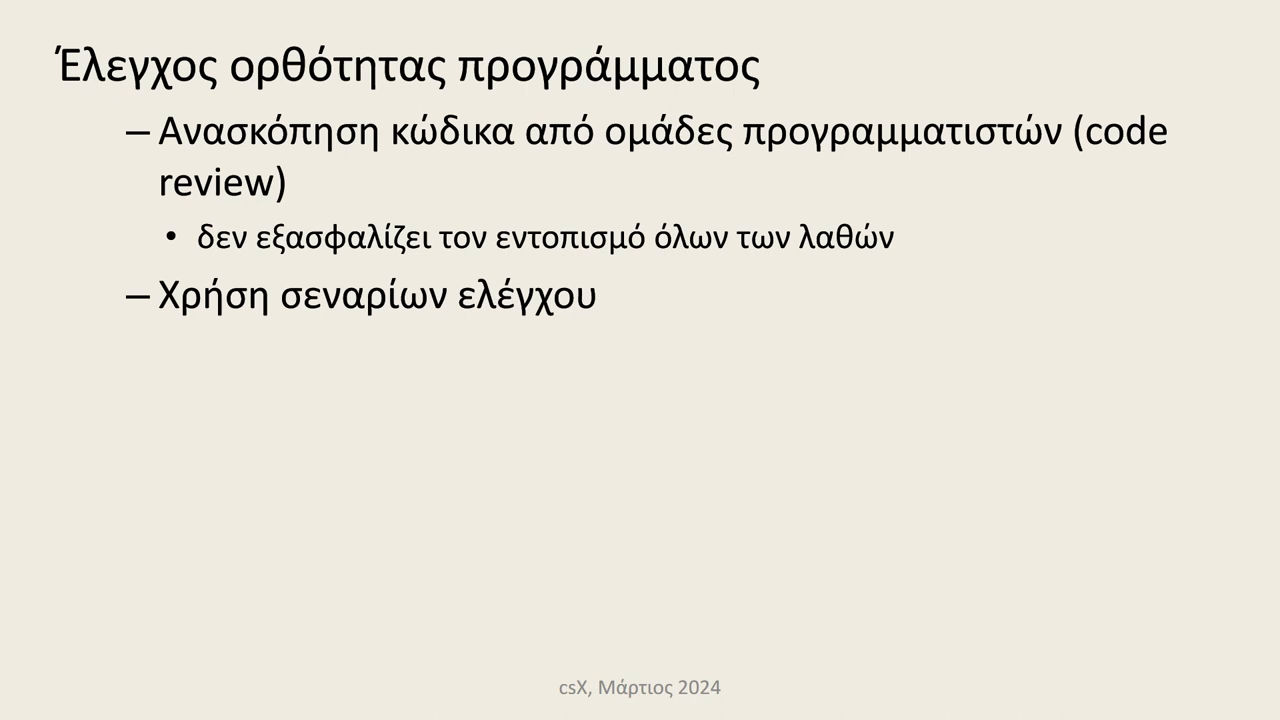 Έλεγχος ορθότητας προγράμματος
– Ανασκόπηση κώδικα από ομάδες προγραμματιστών (code
review)
• δεν εξασφαλίζει τον εντοπισμό όλων των λαθών
– Χρήση σεναρίων ελέγχου
csX, Μάρτιος 2024